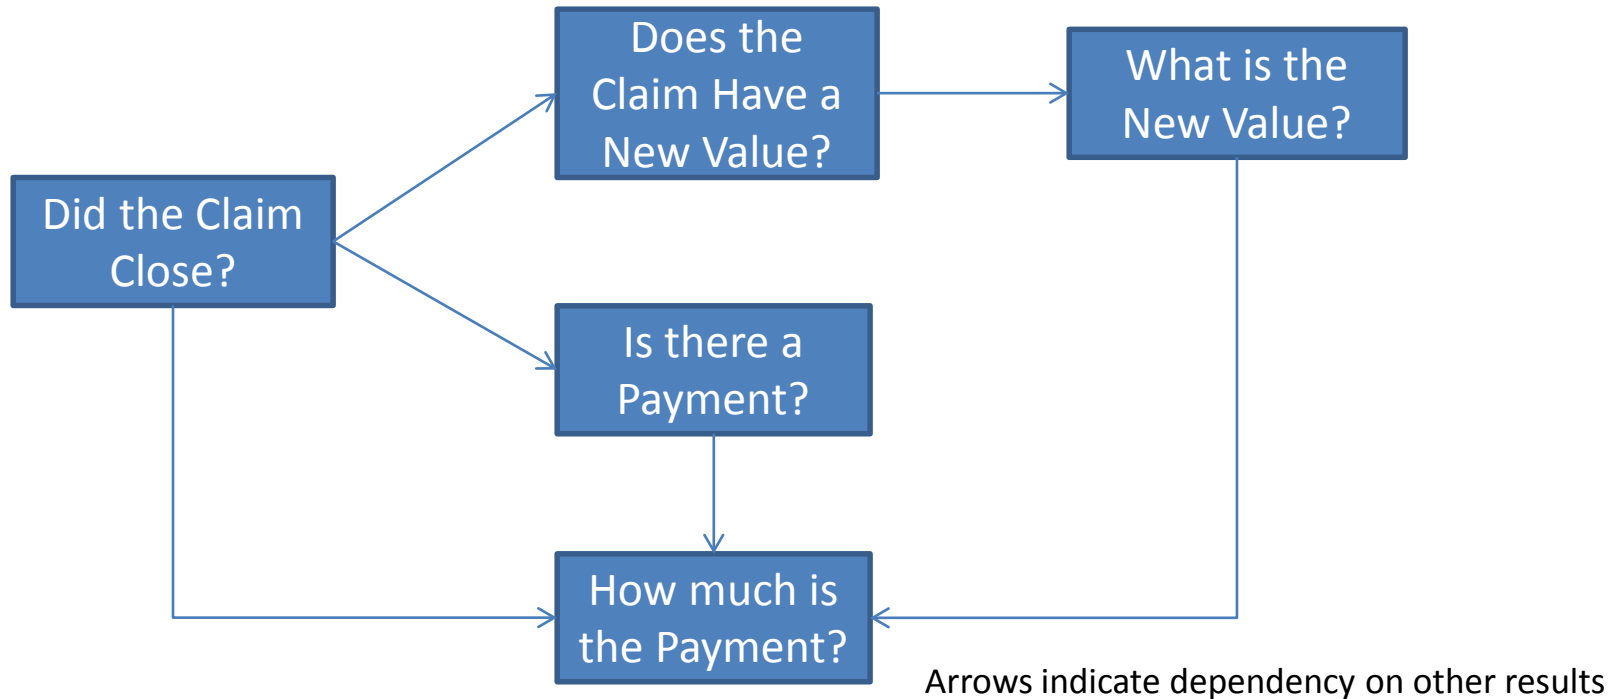 Does the
Claim Have a
New Value?
What is the
New Value?
Did the Claim
Close?
Is there a
Payment?
How much is
the Payment?
Arrows indicate dependency on other results